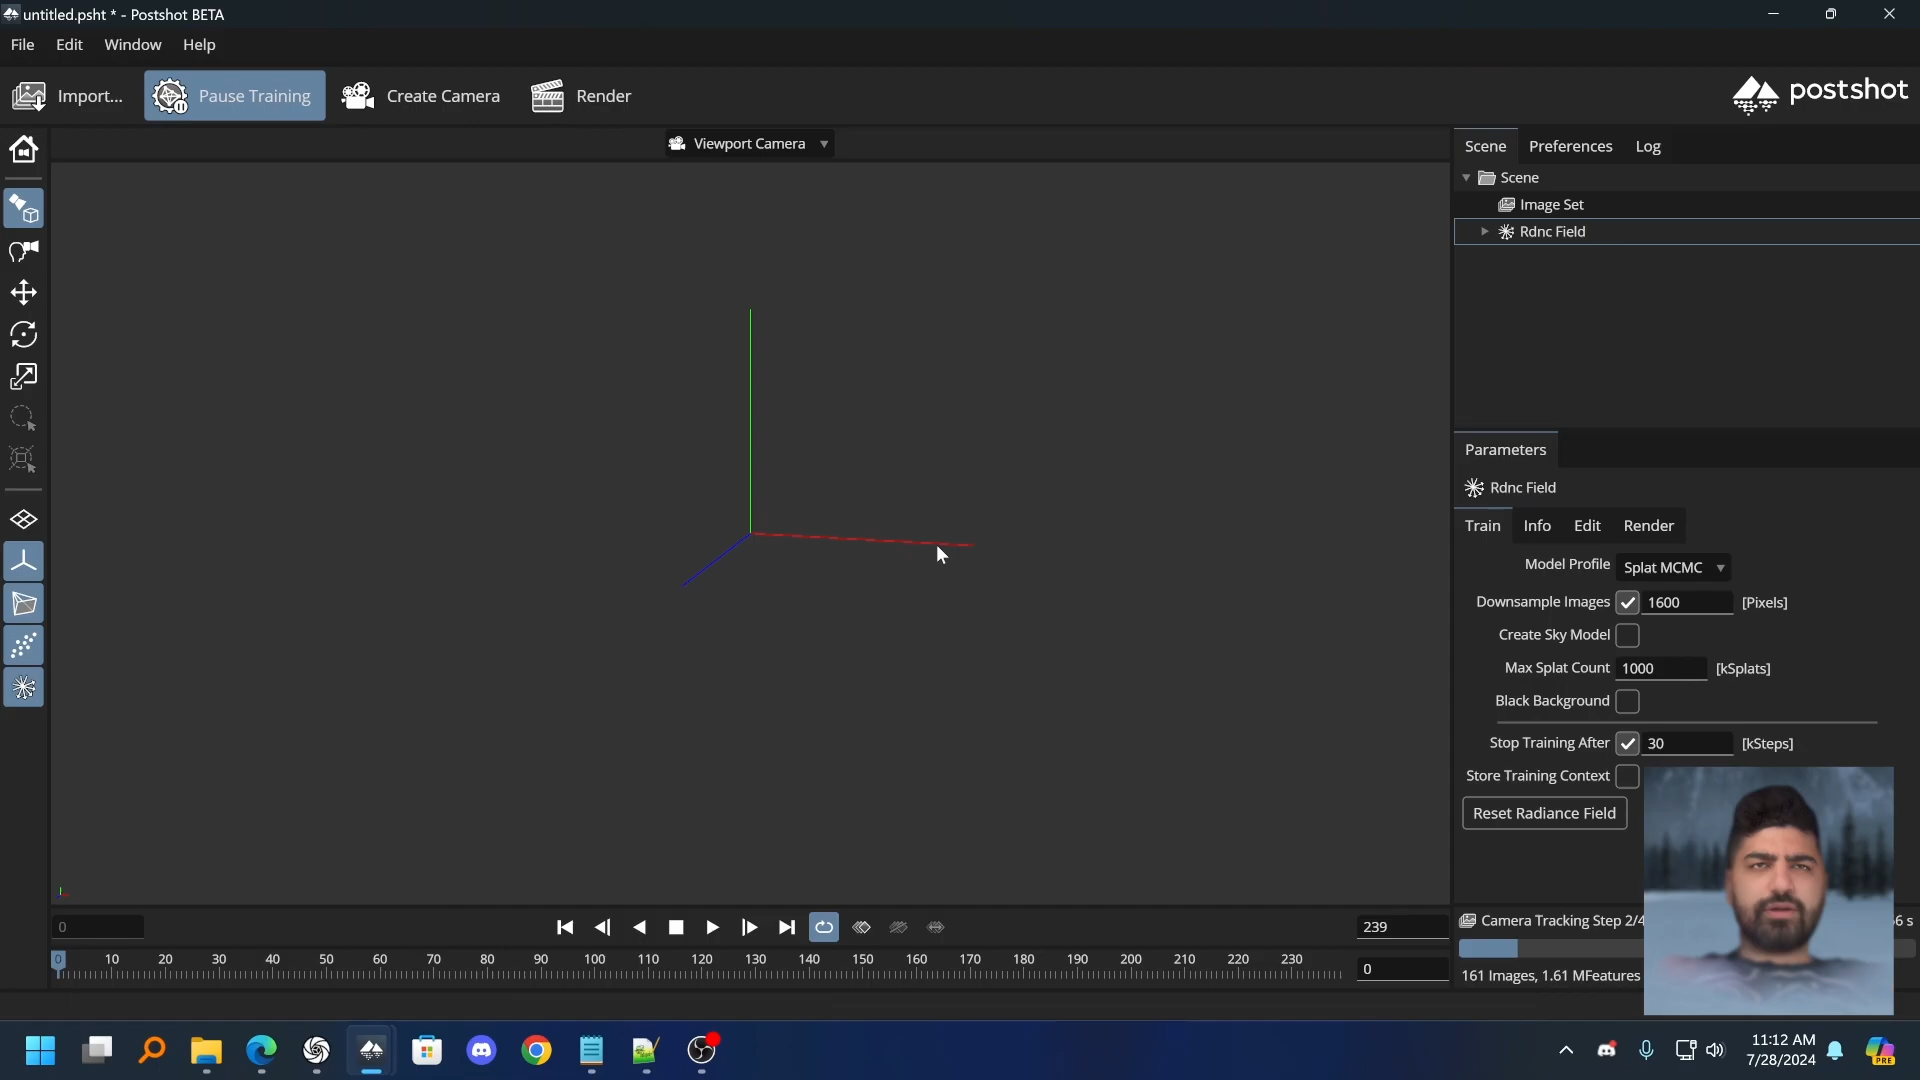 untitled.psht * - Postshot BETA
File Edit Window Help
Import... Pause Training Create Camera Render
postshot
Viewport Camera
Scene Preferences Log
Scene
Image Set
Rdnc Field
Parameters
Rdnc Field
Train Info Edit Render
Model Profile Splat MCMC
Downsample Images 1600 [Pixels]
Create Sky Model
Max Splat Count 1000 [kSplats]
Black Background
Stop Training After 30 [kSteps]
Store Training Context
Reset Radiance Field
0 239
Camera Tracking Step 2/4
6 s
0 10 20 30 40 50 60 70 80 90 100 110 120 130 140 150 160 170 180 190 200 210 220 230
0
161 Images, 1.61 MFeatures
11:12 AM
7/28/2024
PRE